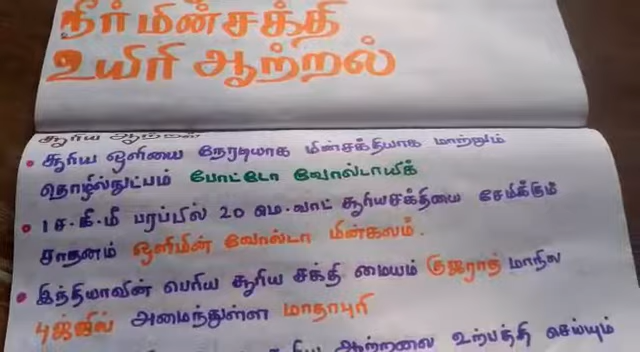 நீர் மின்சக்தி
உயிரி ஆற்றல்
சூரிய ஆற்றல்
• சூரிய ஒளியை நேரடியாக மின்சக்தியாக மாற்றும்
தொழில்நுட்பம் போட்டோ வோல்டாயிக்
• 1 ச.கி.மீ பரப்பில் 20 மெ.வாட் சூரியசக்தியை சேமிக்கும்
சாதனம் ஒளிமின் வோல்டா மின்கலம்.
• இந்தியாவின் பெரிய சூரிய சக்தி மையம் குஜராத் மாநில
புஜ்ஜில் அமைந்துள்ள மாதாபுரி
ஆற்றலை உற்பத்தி செய்யும்